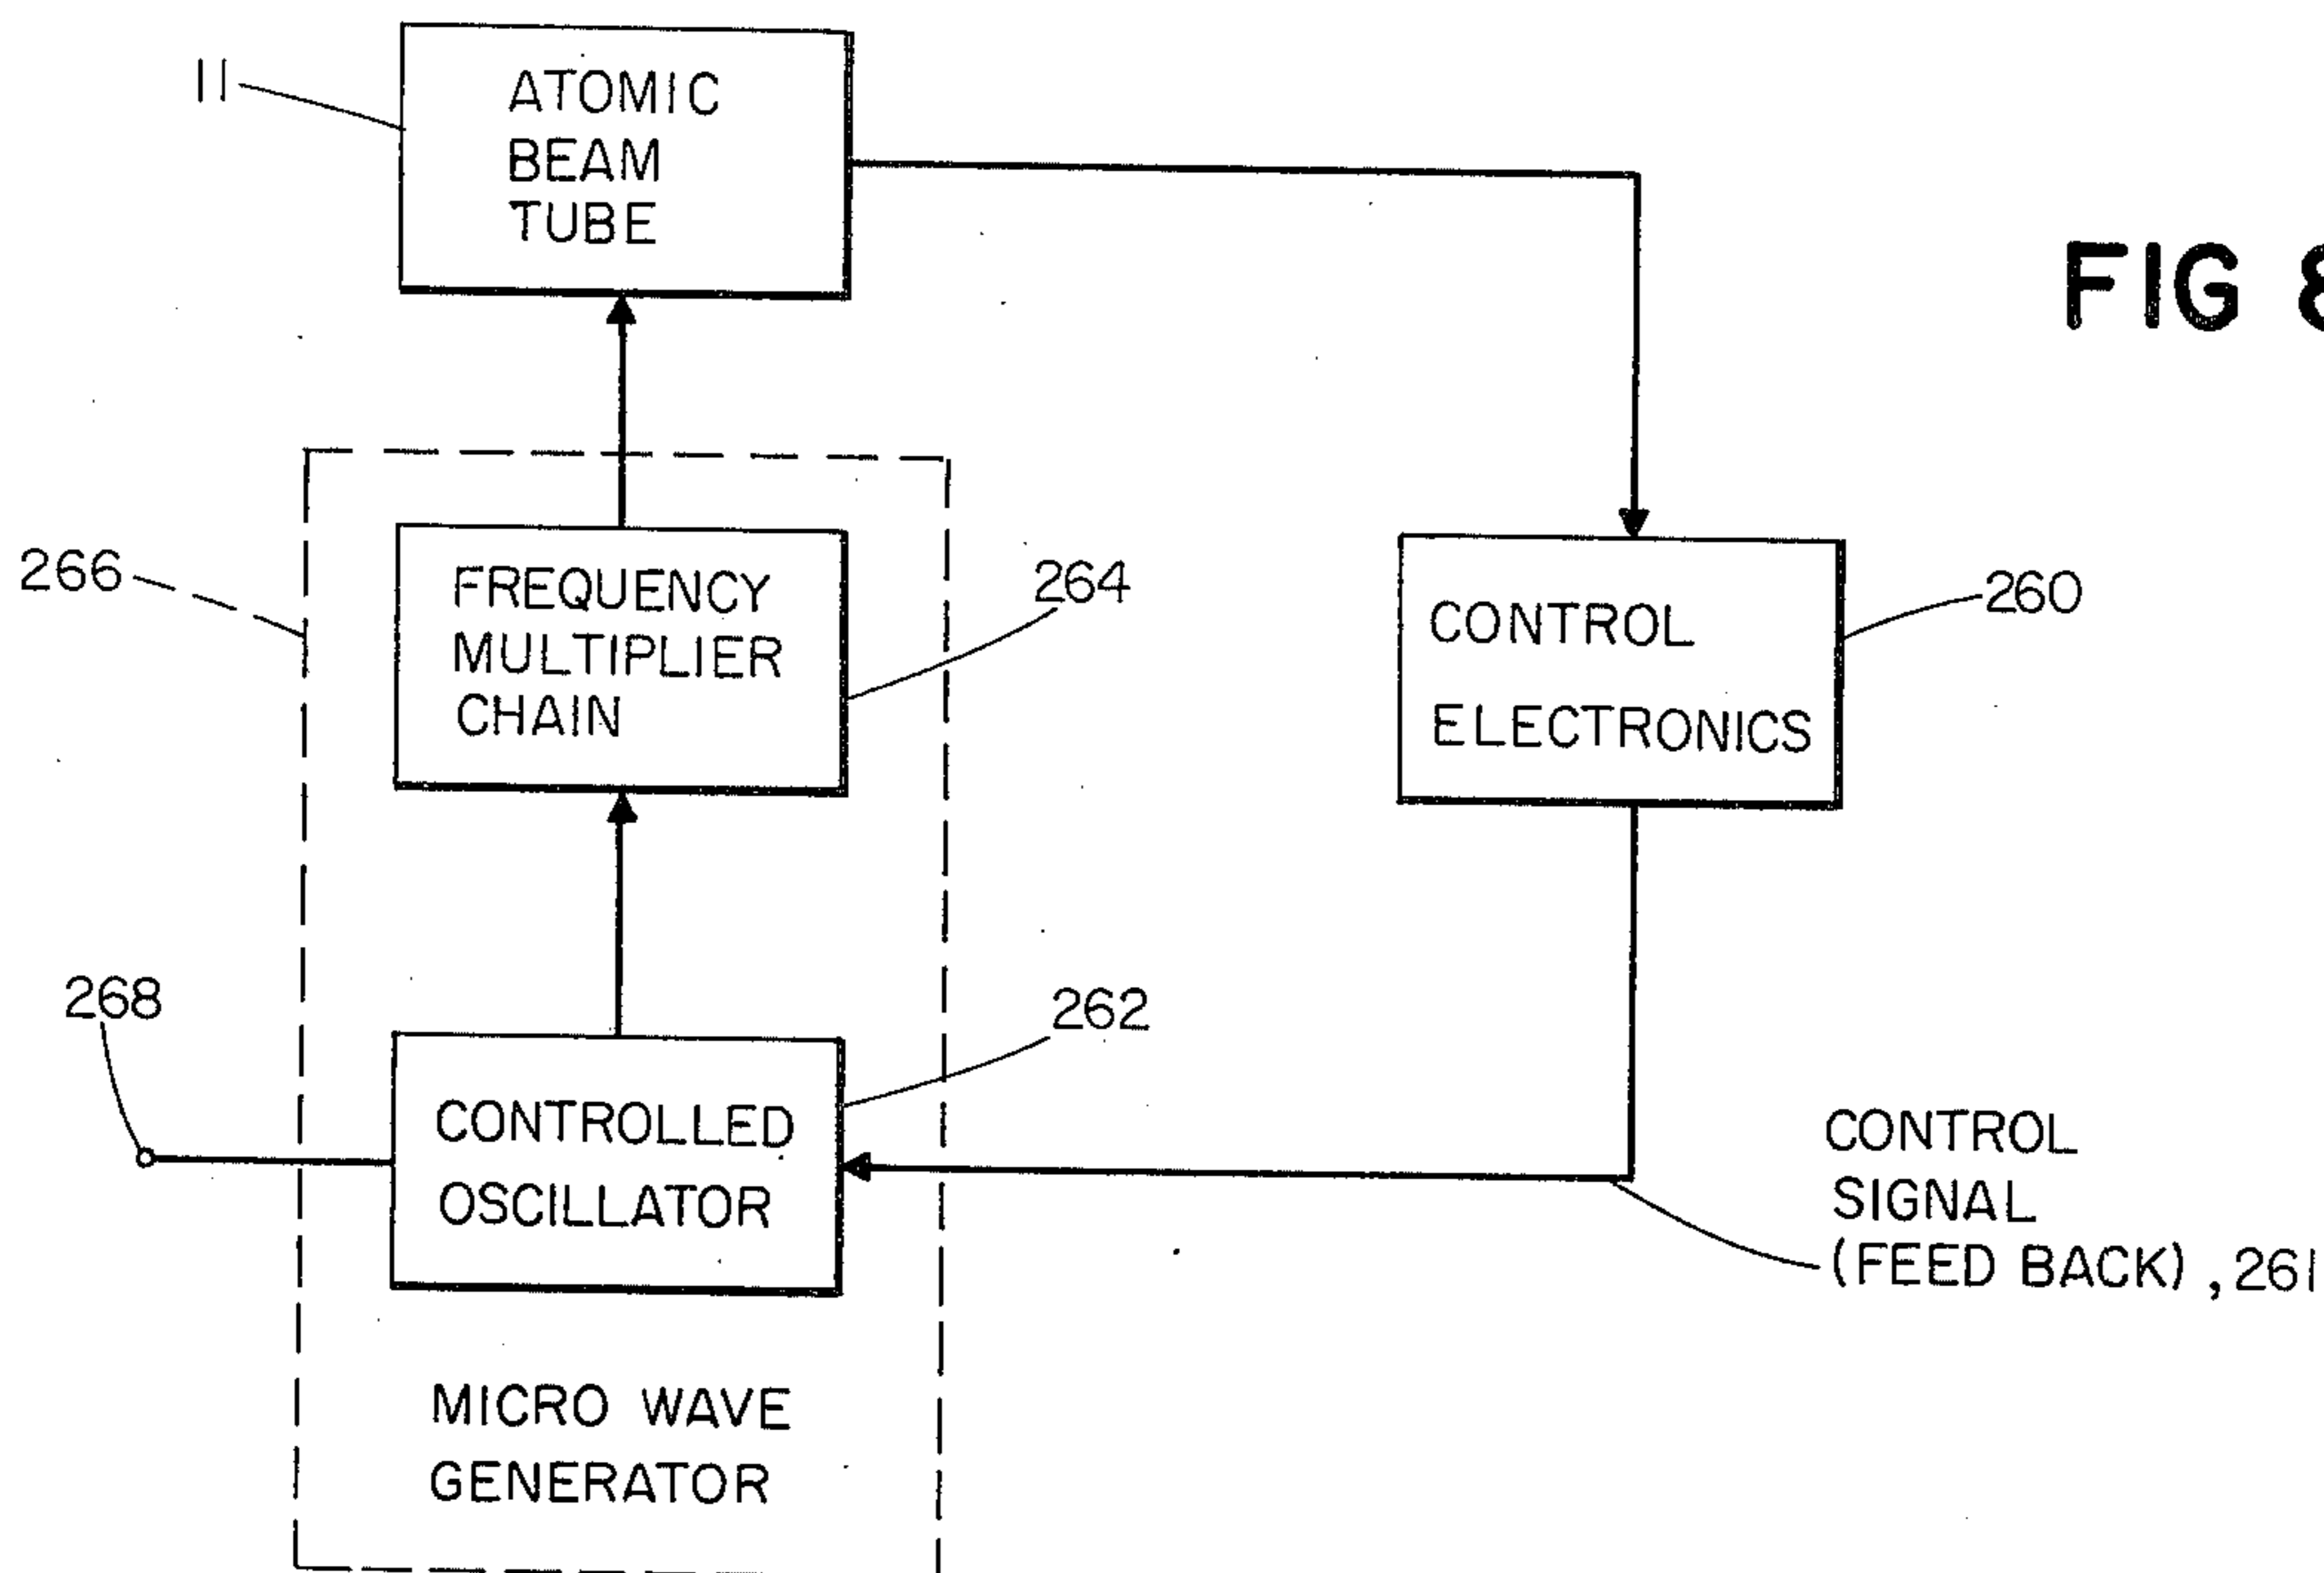 11
ATOMIC
BEAM
TUBE
FIG 8
266
FREQUENCY
MULTIPLIER
CHAIN
264
CONTROL
ELECTRONICS
260
268
CONTROLLED
OSCILLATOR
262
CONTROL
SIGNAL
(FEED BACK), 261
MICRO WAVE
GENERATOR